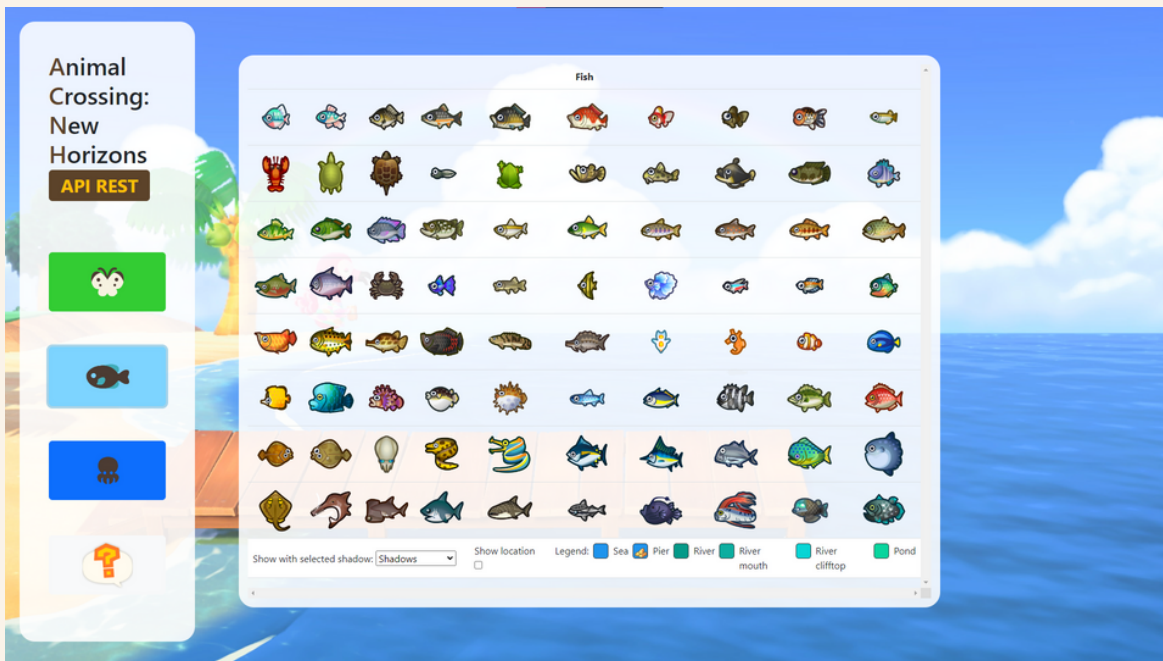 Animal
Crossing:
New
Horizons
API REST
Fish
Show with selected shadow: Shadows
Show location
Legend: Sea Pier River River mouth River clifftop Pond